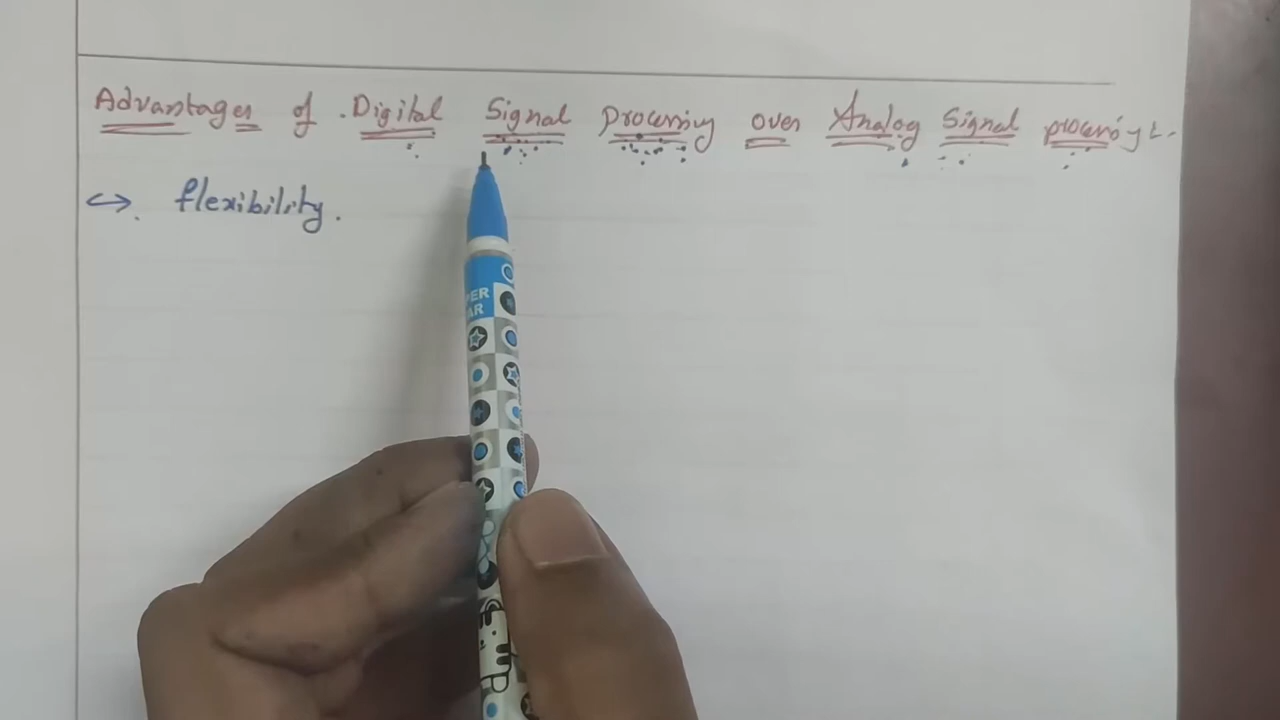 Advantages of Digital Signal Processing over Analog Signal processing :-
↔ flexibility.